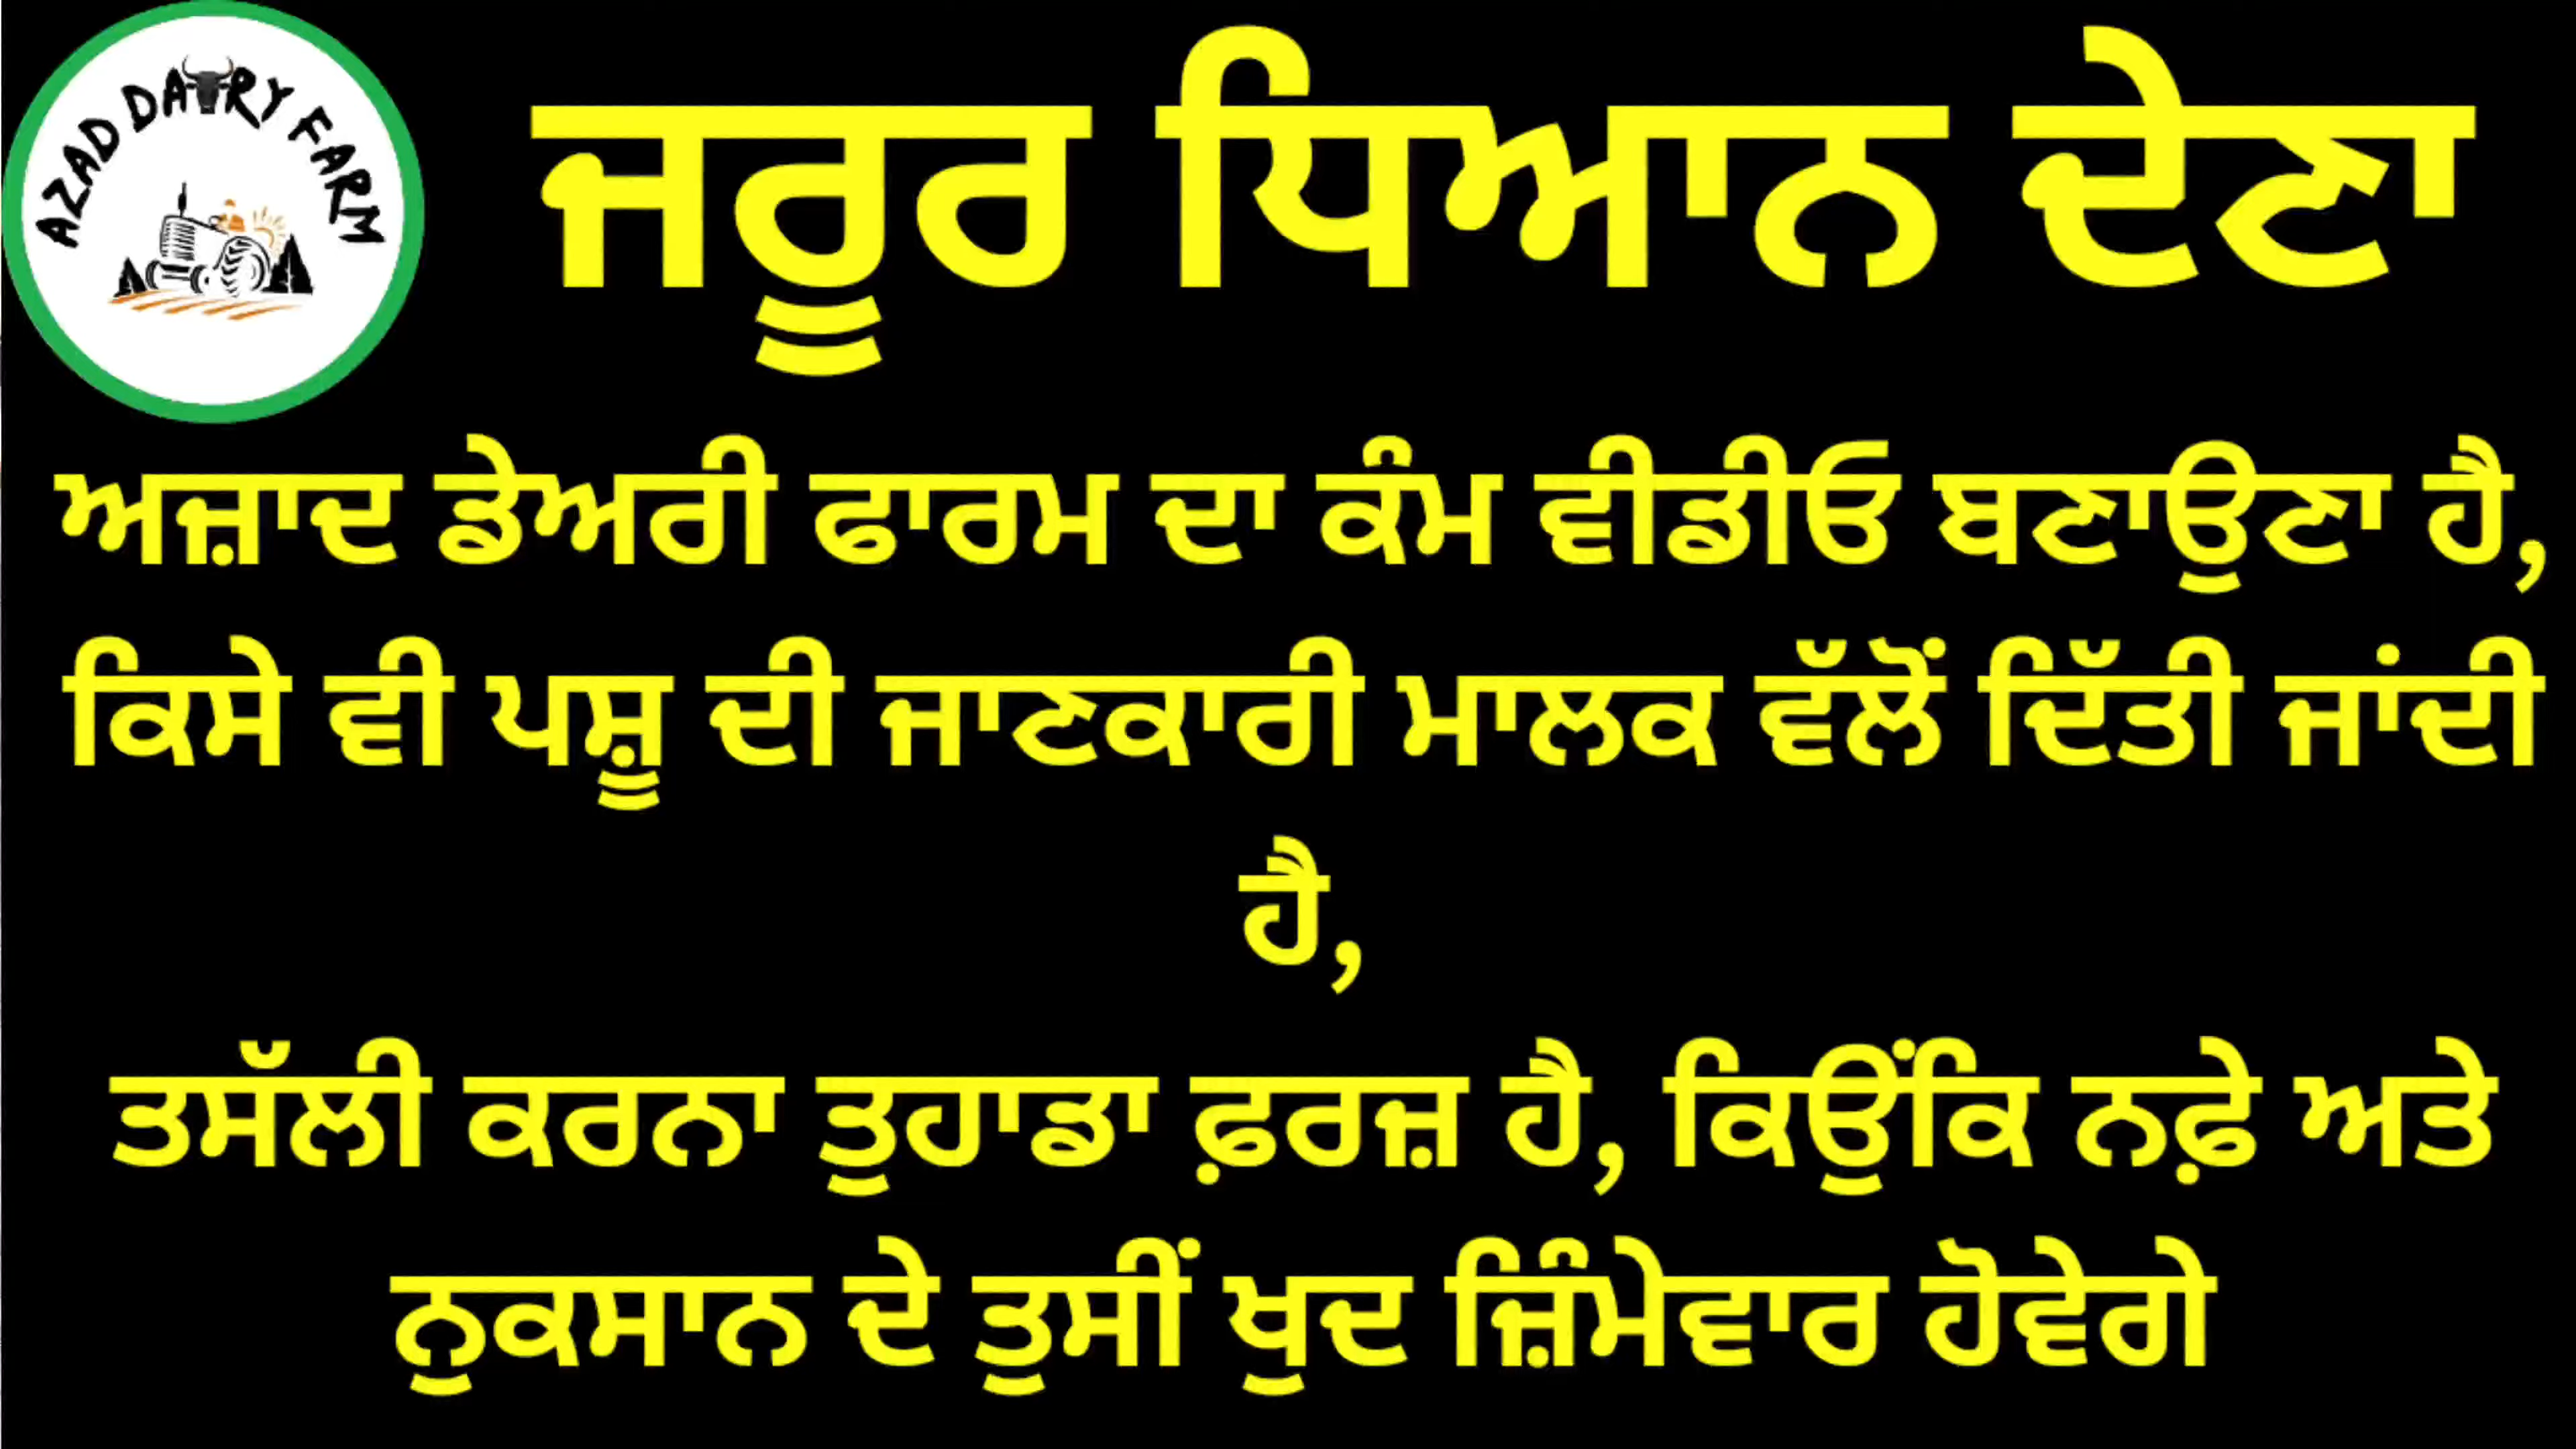 AZAD DAIRY FARM
ਜਰੂਰ ਧਿਆਨ ਦੇਣਾ
ਅਜ਼ਾਦ ਡੇਅਰੀ ਫਾਰਮ ਦਾ ਕੰਮ ਵੀਡੀਓ ਬਣਾਉਣਾ ਹੈ,
ਕਿਸੇ ਵੀ ਪਸ਼ੂ ਦੀ ਜਾਣਕਾਰੀ ਮਾਲਕ ਵੱਲੋਂ ਦਿੱਤੀ ਜਾਂਦੀ
ਹੈ,
ਤਸੱਲੀ ਕਰਨਾ ਤੁਹਾਡਾ ਫ਼ਰਜ਼ ਹੈ, ਕਿਉਂਕਿ ਨਫ਼ੇ ਅਤੇ
ਨੁਕਸਾਨ ਦੇ ਤੁਸੀਂ ਖੁਦ ਜ਼ਿੰਮੇਵਾਰ ਹੋਵੇਗੇ